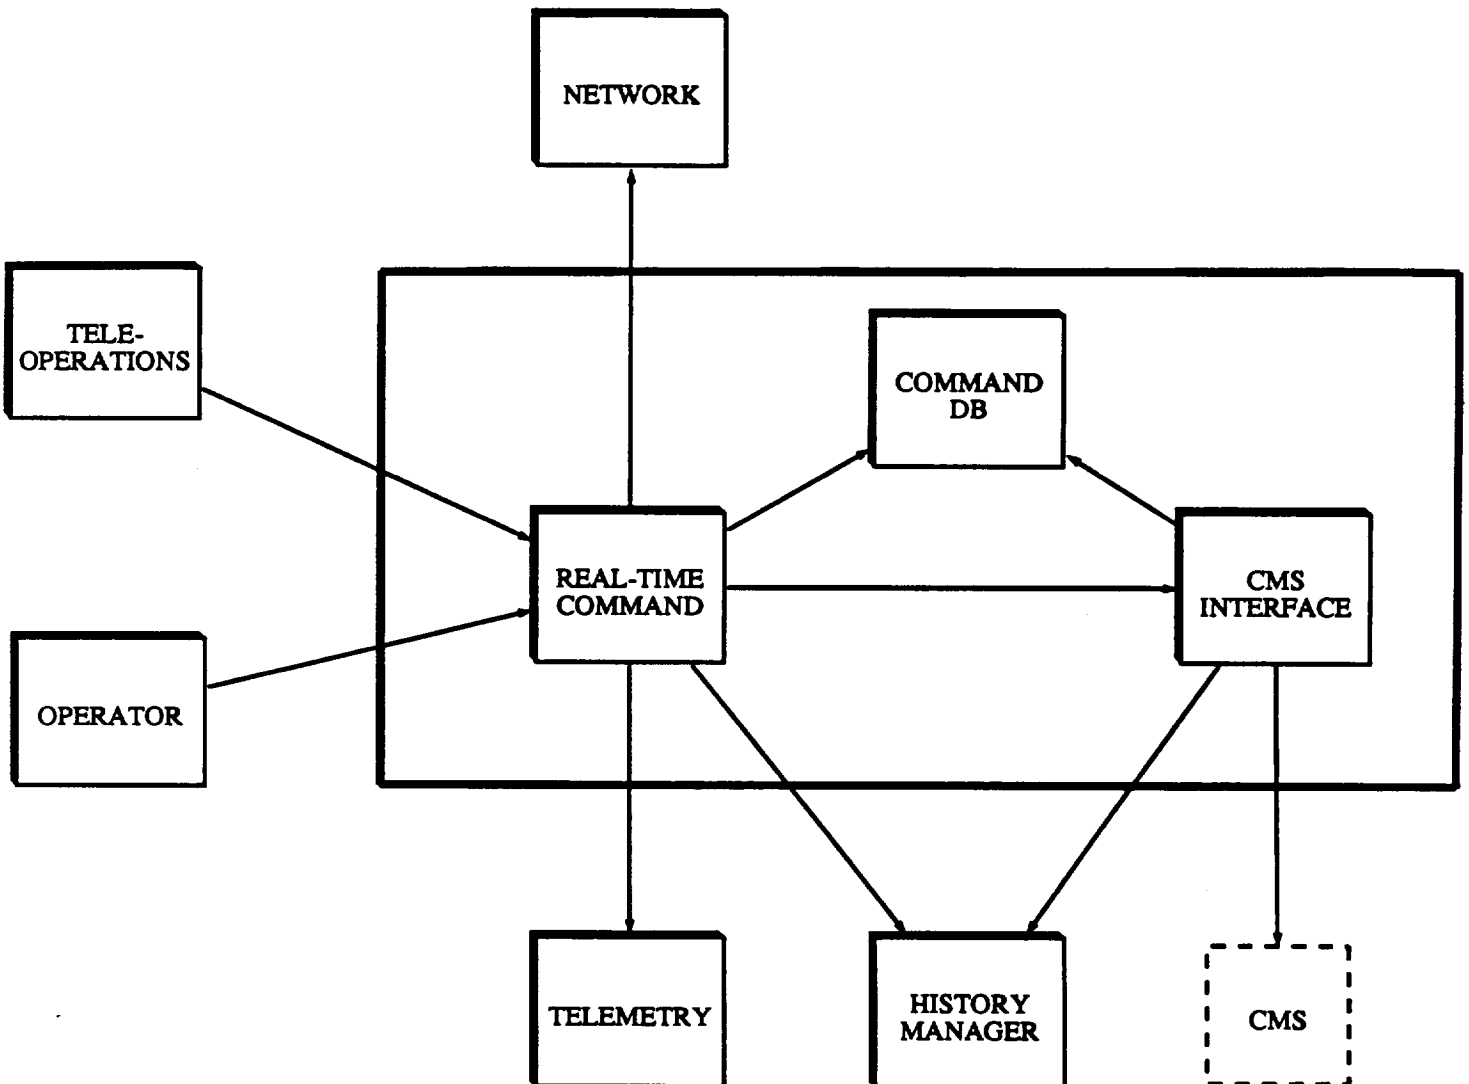 NETWORK
TELE-
OPERATIONS
COMMAND
DB
REAL-TIME
COMMAND
CMS
INTERFACE
OPERATOR
TELEMETRY
HISTORY
MANAGER
CMS